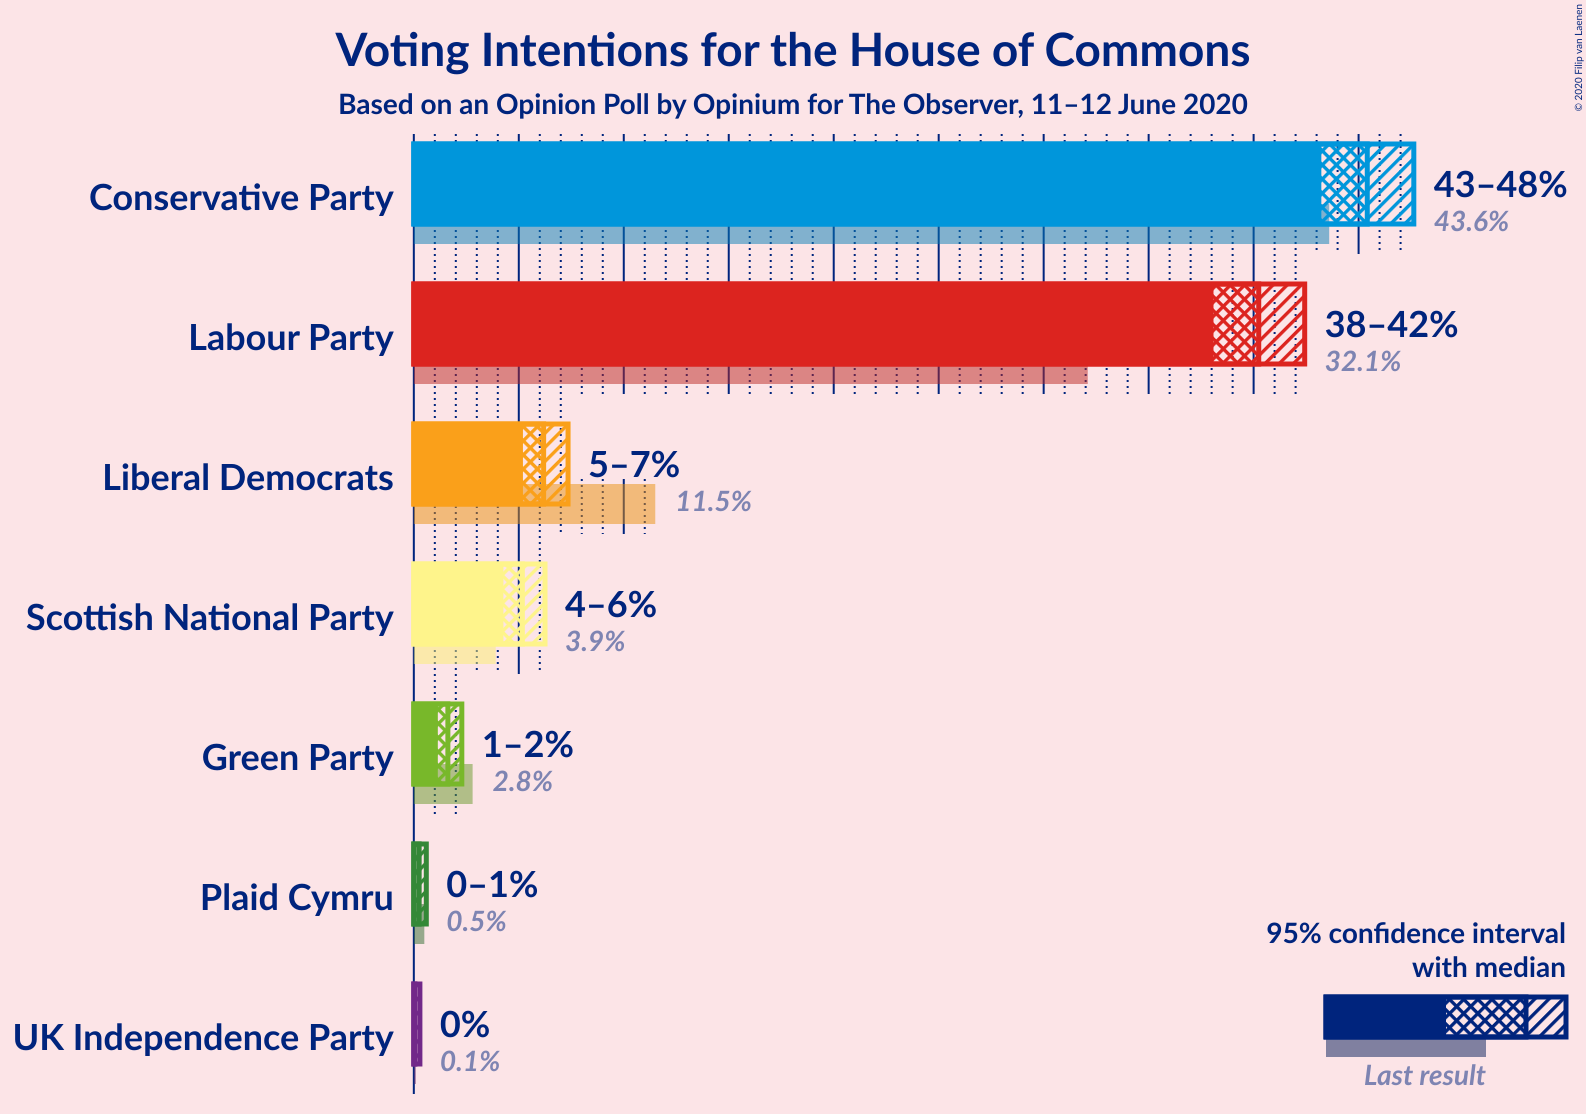 Voting Intentions for the House of Commons
Based on an Opinion Poll by Opinium for The Observer, 11–12 June 2020
© 2020 Filip van Laenen
Conservative Party
43–48%
43.6%
Labour Party
38–42%
32.1%
Liberal Democrats
5–7%
11.5%
Scottish National Party
4–6%
3.9%
Green Party
1–2%
2.8%
Plaid Cymru
0–1%
0.5%
UK Independence Party
0%
0.1%
95% confidence interval
with median
Last result